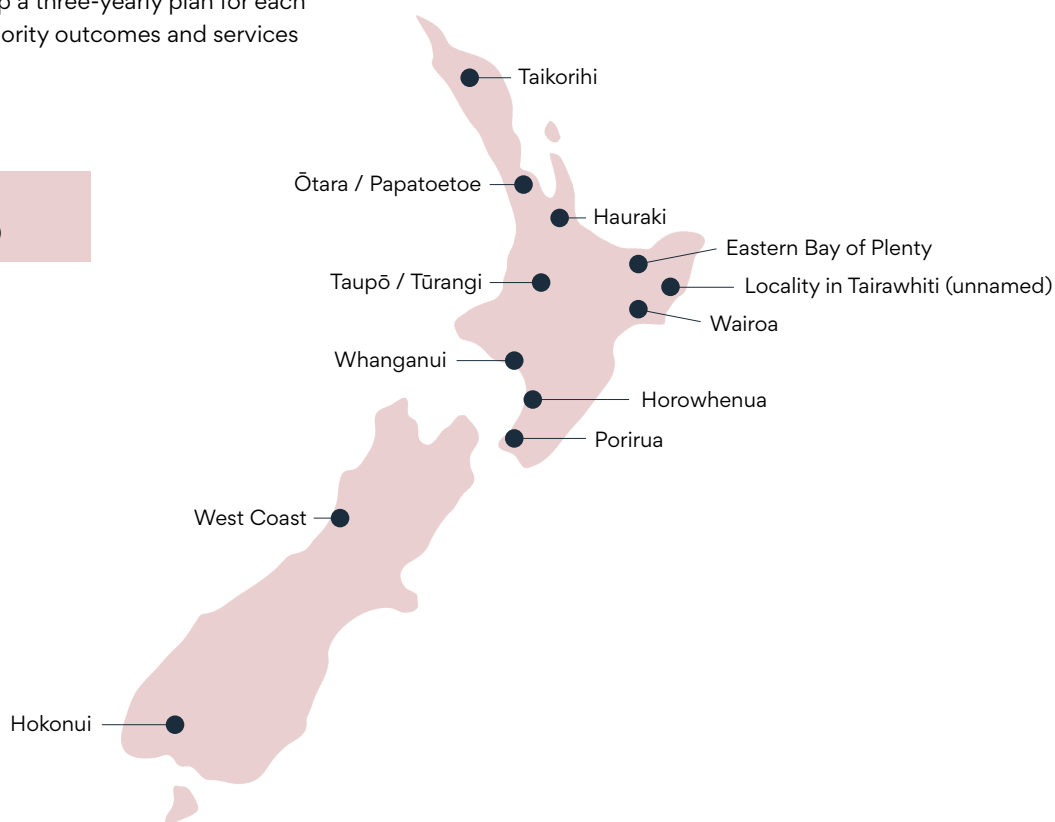 a three-yearly plan for each
outcomes and services
Taikorihi
Ōtara / Papatoetoe
Hauraki
Eastern Bay of Plenty
Taupō / Tūrangi
Locality in Tairawhiti (unnamed)
Wairoa
Whanganui
Horowhenua
Porirua
West Coast
Hokonui